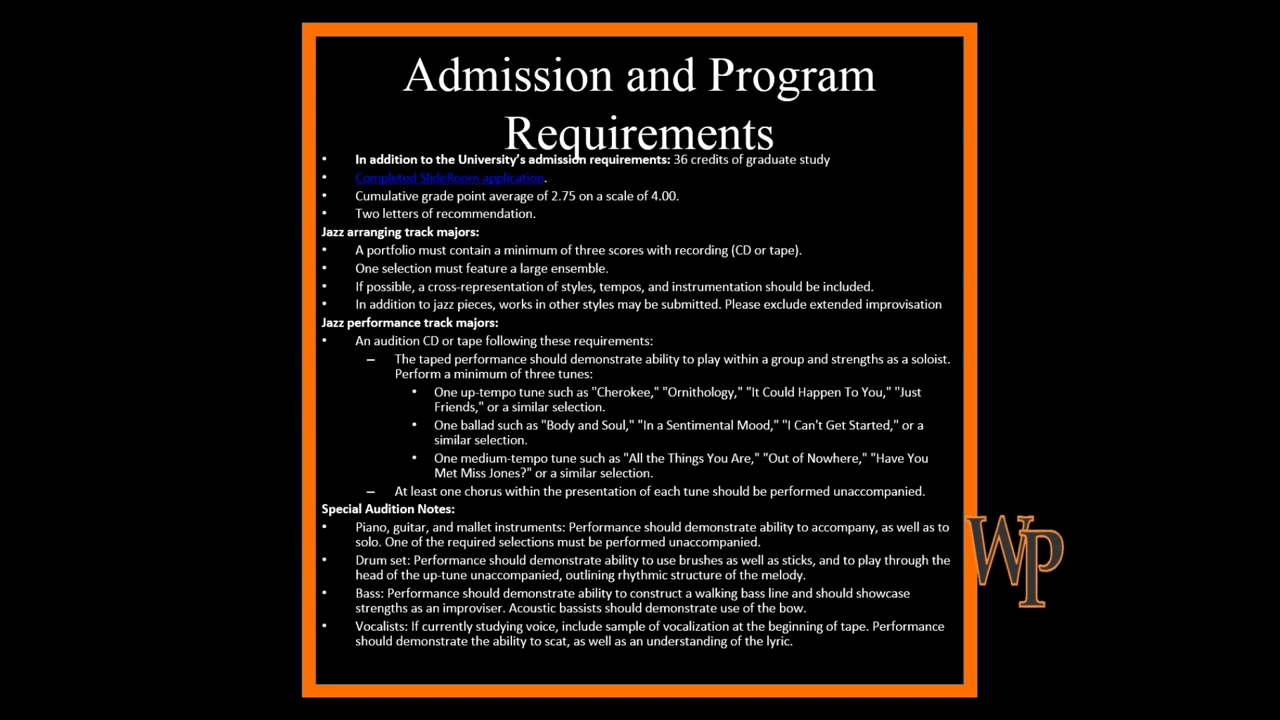 Admission and Program
Requirements
• In addition to the University's admission requirements: 36 credits of graduate study
• Completed SlideRoom application.
• Cumulative grade point average of 2.75 on a scale of 4.00.
• Two letters of recommendation.
Jazz arranging track majors:
• A portfolio must contain a minimum of three scores with recording (CD or tape).
• One selection must feature a large ensemble.
• If possible, a cross-representation of styles, tempos, and instrumentation should be included.
• In addition to jazz pieces, works in other styles may be submitted. Please exclude extended improvisation
Jazz performance track majors:
• An audition CD or tape following these requirements:
– The taped performance should demonstrate ability to play within a group and strengths as a soloist.
Perform a minimum of three tunes:
• One up-tempo tune such as "Cherokee," "Ornithology," "It Could Happen To You," "Just
Friends," or a similar selection.
• One ballad such as "Body and Soul," "In a Sentimental Mood," "I Can't Get Started," or a
similar selection.
• One medium-tempo tune such as "All the Things You Are," "Out of Nowhere," "Have You
Met Miss Jones?" or a similar selection.
– At least one chorus within the presentation of each tune should be performed unaccompanied.
Special Audition Notes:
• Piano, guitar, and mallet instruments: Performance should demonstrate ability to accompany, as well as to
solo. One of the required selections must be performed unaccompanied.
• Drum set: Performance should demonstrate ability to use brushes as well as sticks, and to play through the
head of the up-tune unaccompanied, outlining rhythmic structure of the melody.
• Bass: Performance should demonstrate ability to construct a walking bass line and should showcase
strengths as an improviser. Acoustic bassists should demonstrate use of the bow.
• Vocalists: If currently studying voice, include sample of vocalization at the beginning of tape. Performance
should demonstrate the ability to scat, as well as an understanding of the lyric.
WP